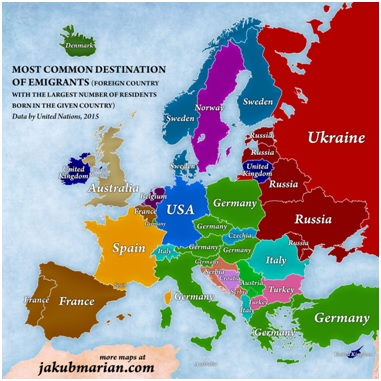 Denmark
MOST COMMON DESTINATION
OF EMIGRANTS (FOREIGN COUNTRY
WITH THE LARGEST NUMBER OF RESIDENTS
BORN IN THE GIVEN COUNTRY)
Data by United Nations, 2015
Norway
Sweden
Sweden
Russia
Russia
Ukraine
Sweden
United
Kingdom
United
Kingdom
Russia
Australia
Belgium
USA
Germany
Russia
France
Germany
Czechia
Spain
Italy
Germany
Germany
Russia
Germany
Italy
Serbia
Croatia
Austria
Turkey
France
France
Germany
Turkey
Italy
Germany
Germany
more maps at
jakubmarian.com